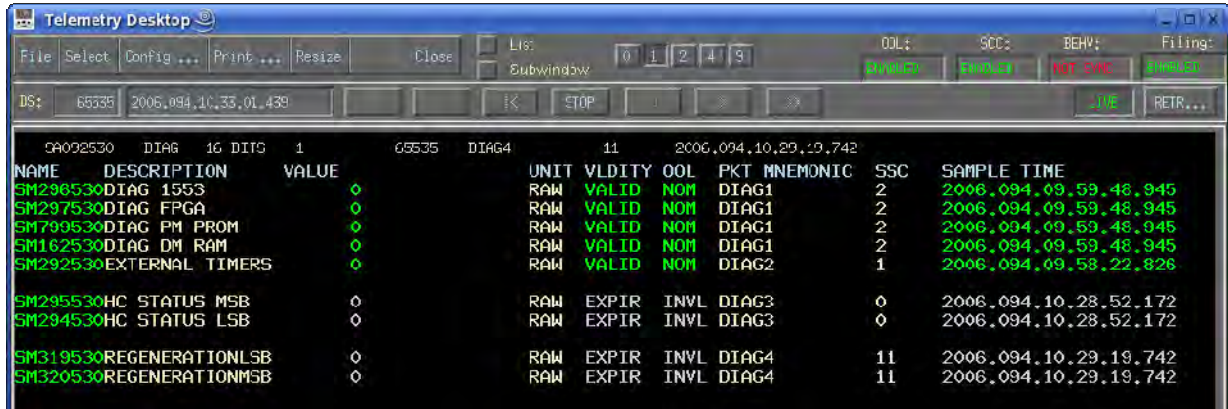 Telemetry Desktop
File Select Config ... Print ... Resize Close List 0 1 2 4 9 OOL: SCC: BEHV: Filing:
Subwindow ENABLED ENABLED NOT SYNC ENABLED
DS: 65535 2006.094.10.33.01.439 STOP LIVE RETR...
SA092530 DIAG 16 BITS 1 65535 DIAG4 11 2006.094.10.29.19.742
NAME DESCRIPTION VALUE UNIT VLDITY OOL PKT MNEMONIC SSC SAMPLE TIME
SM296530DIAG 1553 0 RAW VALID NOM DIAG1 2 2006.094.09.59.48.945
SM297530DIAG FPGA 0 RAW VALID NOM DIAG1 2 2006.094.09.59.48.945
SM799530DIAG PM PROM 0 RAW VALID NOM DIAG1 2 2006.094.09.59.48.945
SM162530DIAG DM RAM 0 RAW VALID NOM DIAG1 2 2006.094.09.59.48.945
SM292530EXTERNAL TIMERS 0 RAW VALID NOM DIAG2 1 2006.094.09.58.22.826
SM295530HC STATUS MSB 0 RAW EXPIR INVL DIAG3 0 2006.094.10.28.52.172
SM294530HC STATUS LSB 0 RAW EXPIR INVL DIAG3 0 2006.094.10.28.52.172
SM319530REGENERATIONLSB 0 RAW EXPIR INVL DIAG4 11 2006.094.10.29.19.742
SM320530REGENERATIONMSB 0 RAW EXPIR INVL DIAG4 11 2006.094.10.29.19.742